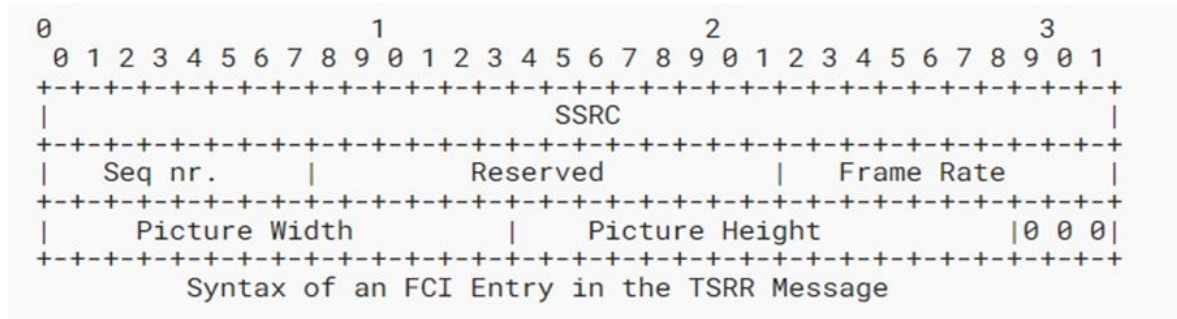 0                   1                   2                   3
 0 1 2 3 4 5 6 7 8 9 0 1 2 3 4 5 6 7 8 9 0 1 2 3 4 5 6 7 8 9 0 1
+-+-+-+-+-+-+-+-+-+-+-+-+-+-+-+-+-+-+-+-+-+-+-+-+-+-+-+-+-+-+-+-+
|                              SSRC                             |
+-+-+-+-+-+-+-+-+-+-+-+-+-+-+-+-+-+-+-+-+-+-+-+-+-+-+-+-+-+-+-+-+
|   Seq nr.     |         Reserved          |   Frame Rate      |
+-+-+-+-+-+-+-+-+-+-+-+-+-+-+-+-+-+-+-+-+-+-+-+-+-+-+-+-+-+-+-+-+
|     Picture Width         |    Picture Height           |0 0 0|
+-+-+-+-+-+-+-+-+-+-+-+-+-+-+-+-+-+-+-+-+-+-+-+-+-+-+-+-+-+-+-+-+
         Syntax of an FCI Entry in the TSRR Message